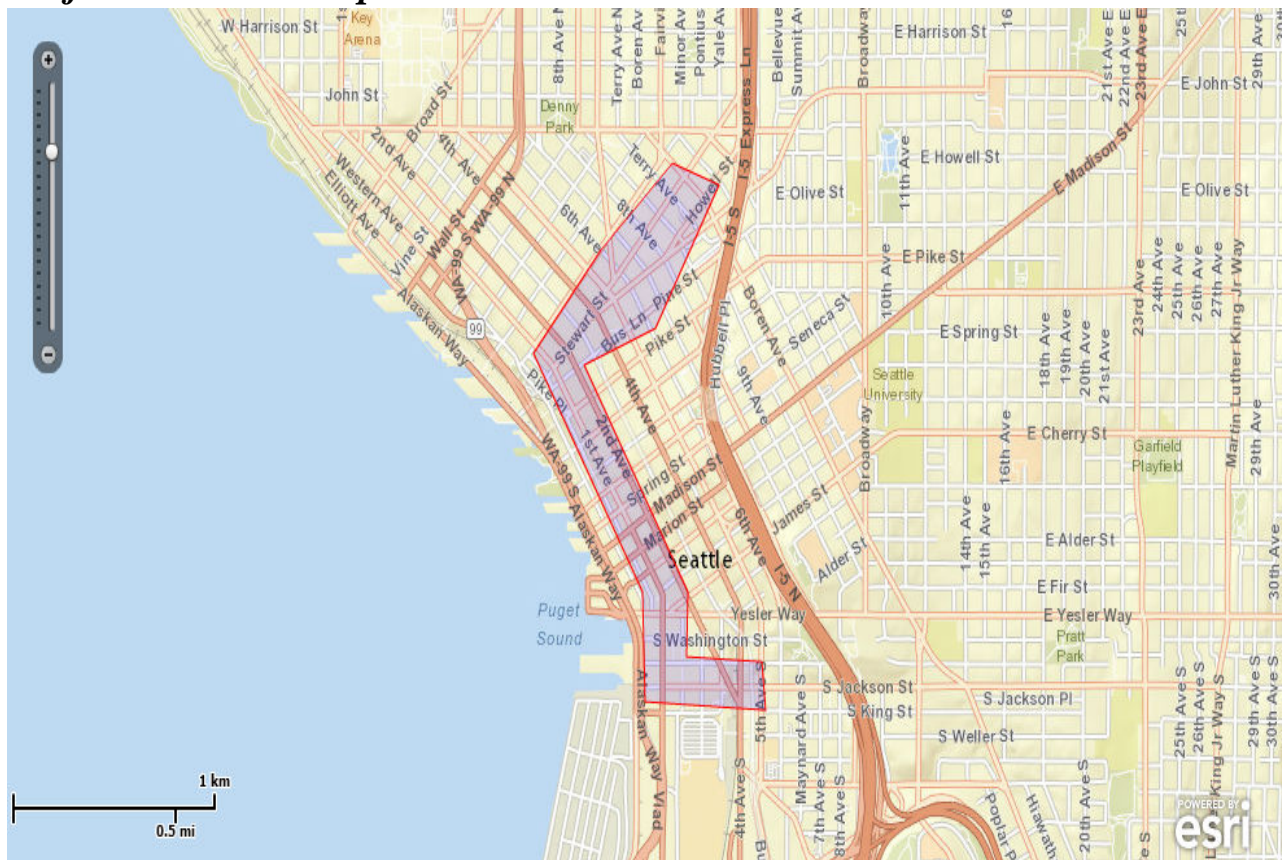 W Harrison St
Key
Arena
8th Ave N
Terry Ave N
Boren Av
Fairvi
Minor Av
Pontius
Yale Av
I-5 Express Ln
Bellevue
Summit Ave
Broadway
E Harrison St
16
21st Ave E
22nd Ave E
23rd Ave E
25t
29th Ave
30th
John St
Broad St
E John St
Denny
Park
2nd Ave
4th Ave
Western Ave
Elliott Ave
Terry Ave
Howell St
11th Ave
E Howell St
E Madison St
E Olive St
E Olive St
8th Ave
6th Ave
I-5 S
Vine St
Wall St
WA-99 S
WA-99 N
E Pike St
10th Ave
23rd Ave
24th Ave
25th Ave
26th Ave
27th Ave
Martin Luther King Jr Way
Alaskan Way
99
Stewart St
Bus Ln
Pine St
Pike St
Hubbell Pl
Boren Ave
Seneca St
E Spring St
18th Ave
19th Ave
20th Ave
21st Ave
Pike Pl
4th Ave
9th Ave
Seattle
University
1st Ave
2nd Ave
Broadway
E Cherry St
16th Ave
Garfield
Playfield
29th Ave
WA-99 S
Alaskan Way
Spring St
Madison St
Marion St
6th Ave
James St
14th Ave
15th Ave
Seattle
Alder St
E Alder St
I-5 N
E Fir St
30th Ave
Puget
Sound
Yesler Way
E Yesler Way
S Washington St
Pratt
Park
Alaskan Way Viad
5th Ave S
Maynard Ave S
S Jackson St
S King St
S Jackson Pl
25th Ave S
26th Ave S
King Jr Way S
29th Ave S
30th Ave S
S Weller St
4th Ave S
7th Ave S
8th Ave S
Poplar Pl
Hiawath
20th Ave
1 km
0.5 mi
POWERED BY
esri